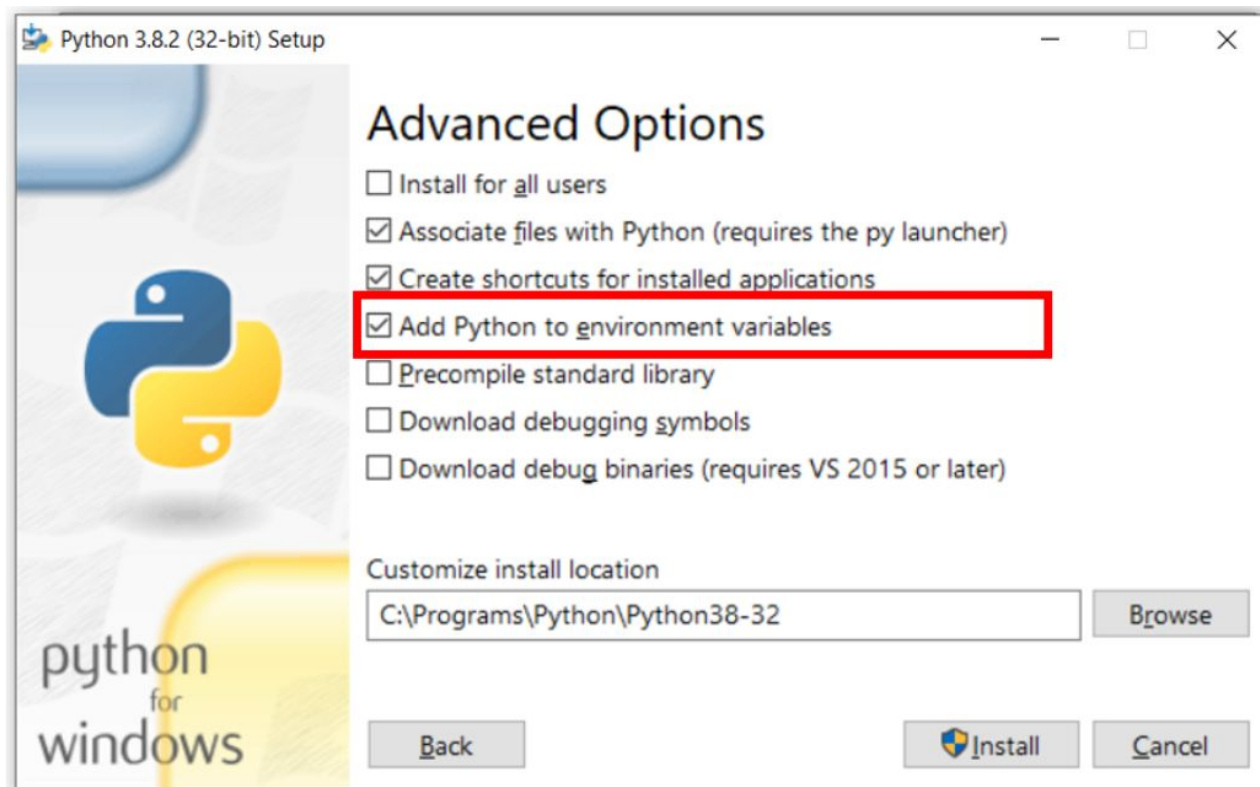 Python 3.8.2 (32-bit) Setup
Advanced Options
Install for all users
Associate files with Python (requires the py launcher)
Create shortcuts for installed applications
Add Python to environment variables
Precompile standard library
Download debugging symbols
Download debug binaries (requires VS 2015 or later)
Customize install location
C:\Programs\Python\Python38-32
Browse
python
for
windows
Back
Install
Cancel